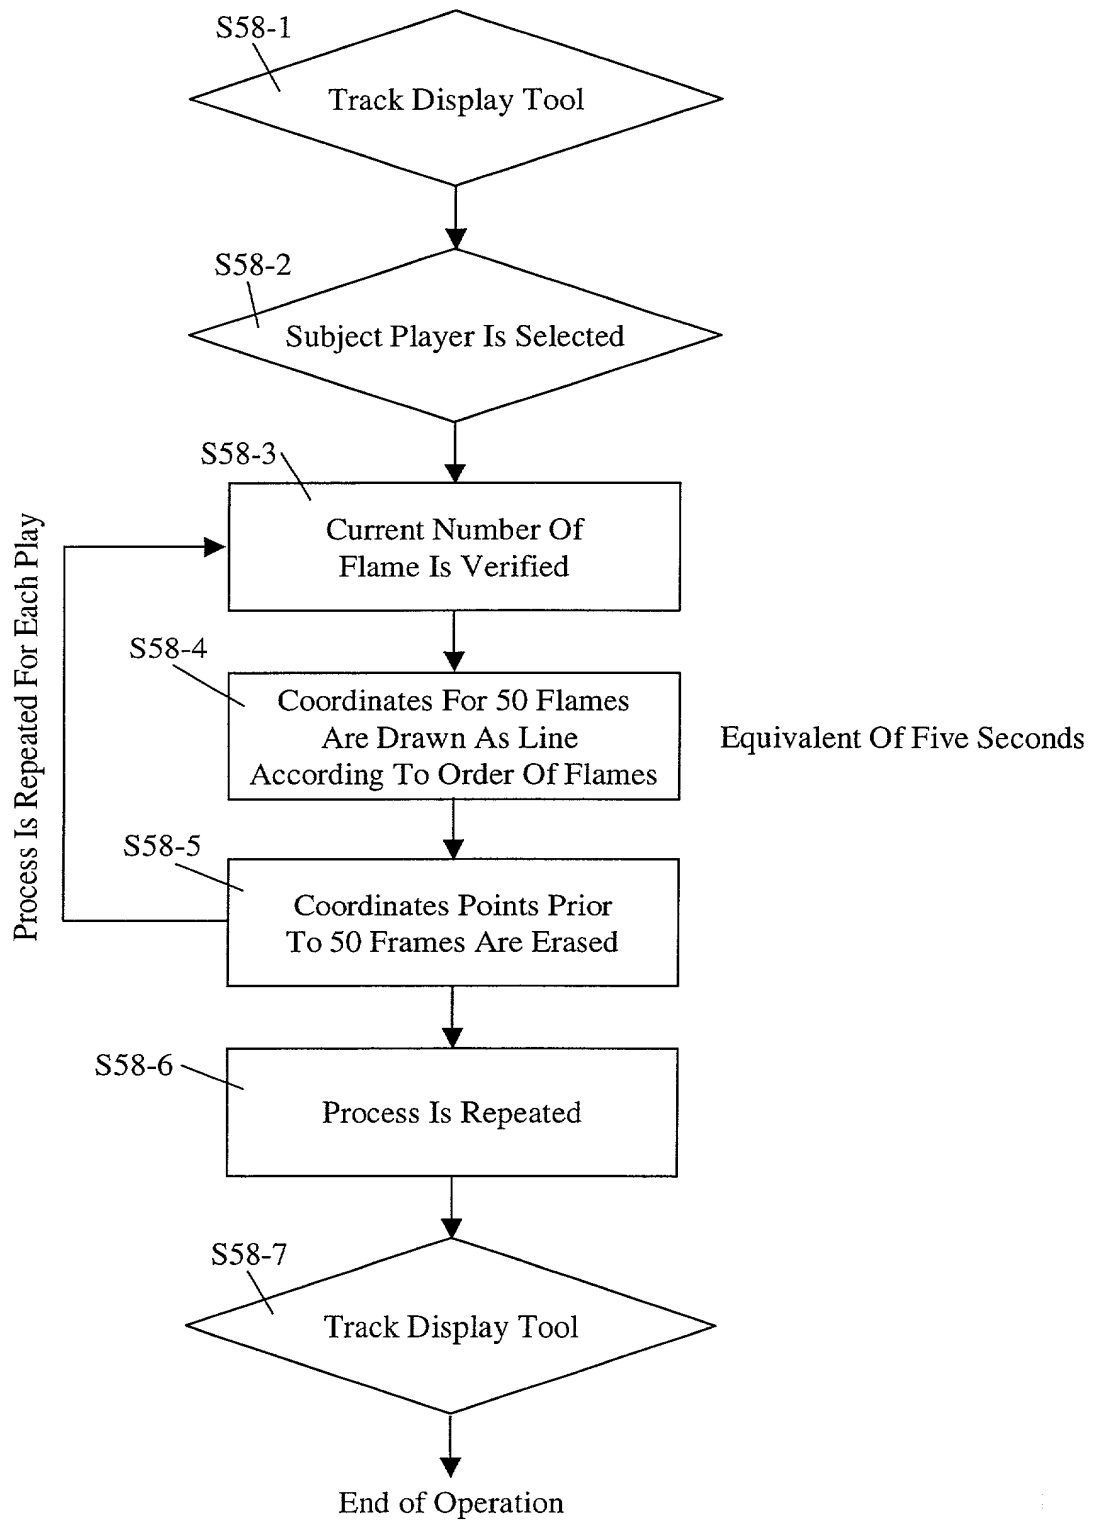 S58-1
Track Display Tool
S58-2
Subject Player Is Selected
S58-3
Current Number Of
Flame Is Verified
Process Is Repeated For Each Play
S58-4
Coordinates For 50 Flames
Are Drawn As Line
According To Order Of Flames
Equivalent Of Five Seconds
S58-5
Coordinates Points Prior
To 50 Frames Are Erased
S58-6
Process Is Repeated
S58-7
Track Display Tool
End of Operation